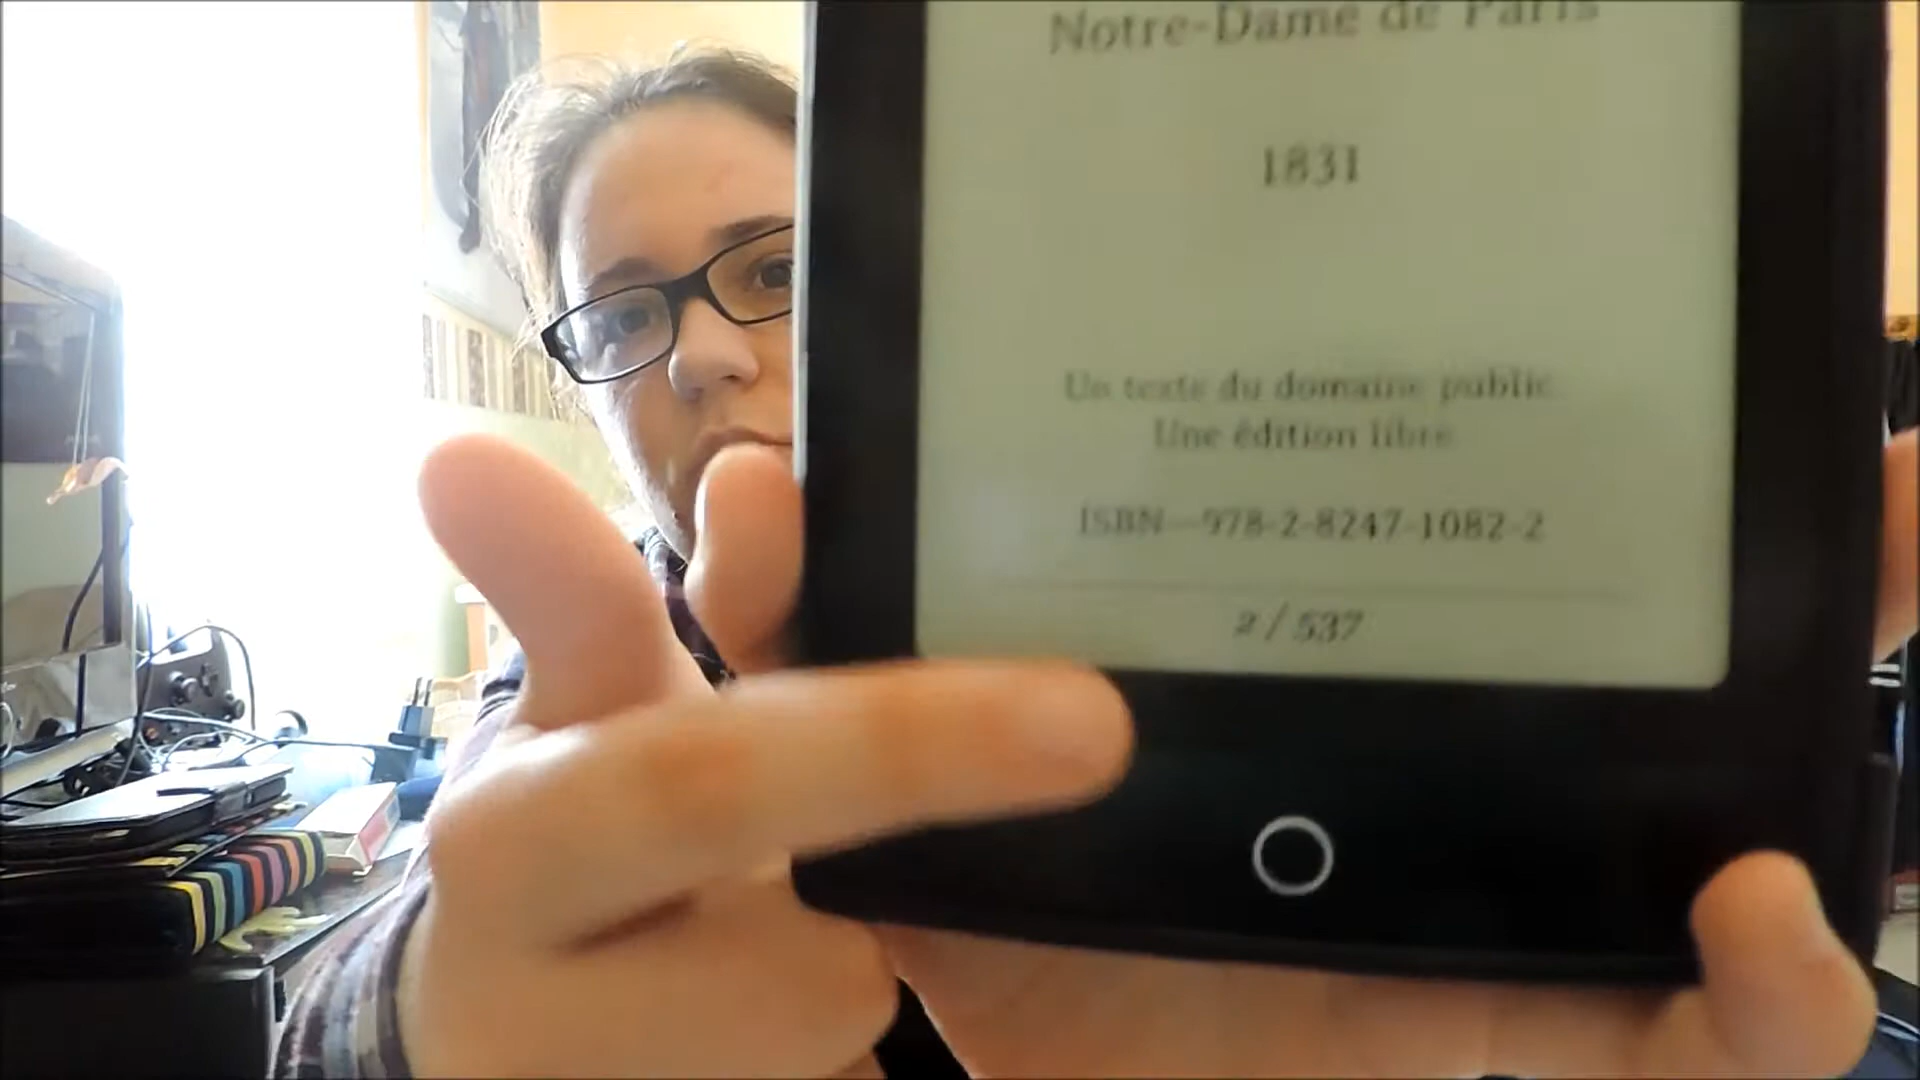 Notre-Dame de Paris
1831
Un texte du domaine public.
Une édition libre.
ISBN—978-2-8247-1082-2
2 / 537